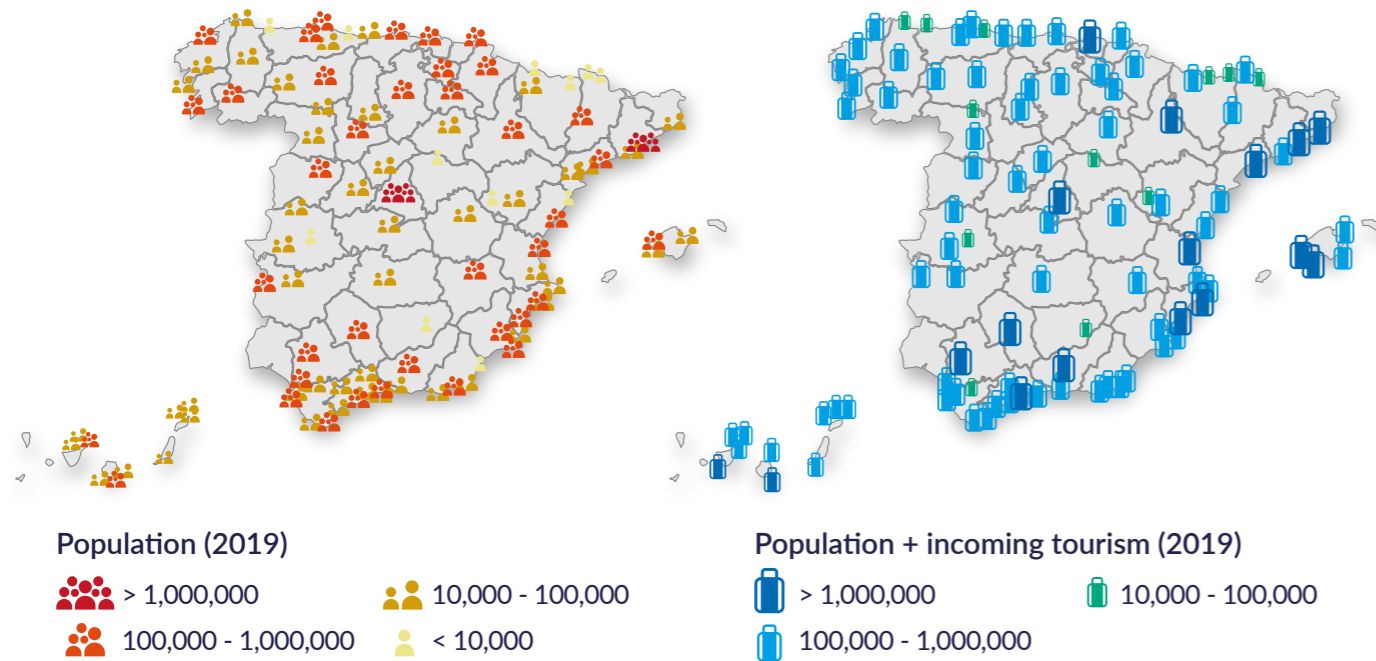 Population (2019)
> 1,000,000
10,000 - 100,000
100,000 - 1,000,000
< 10,000
Population + incoming tourism (2019)
> 1,000,000
10,000 - 100,000
100,000 - 1,000,000